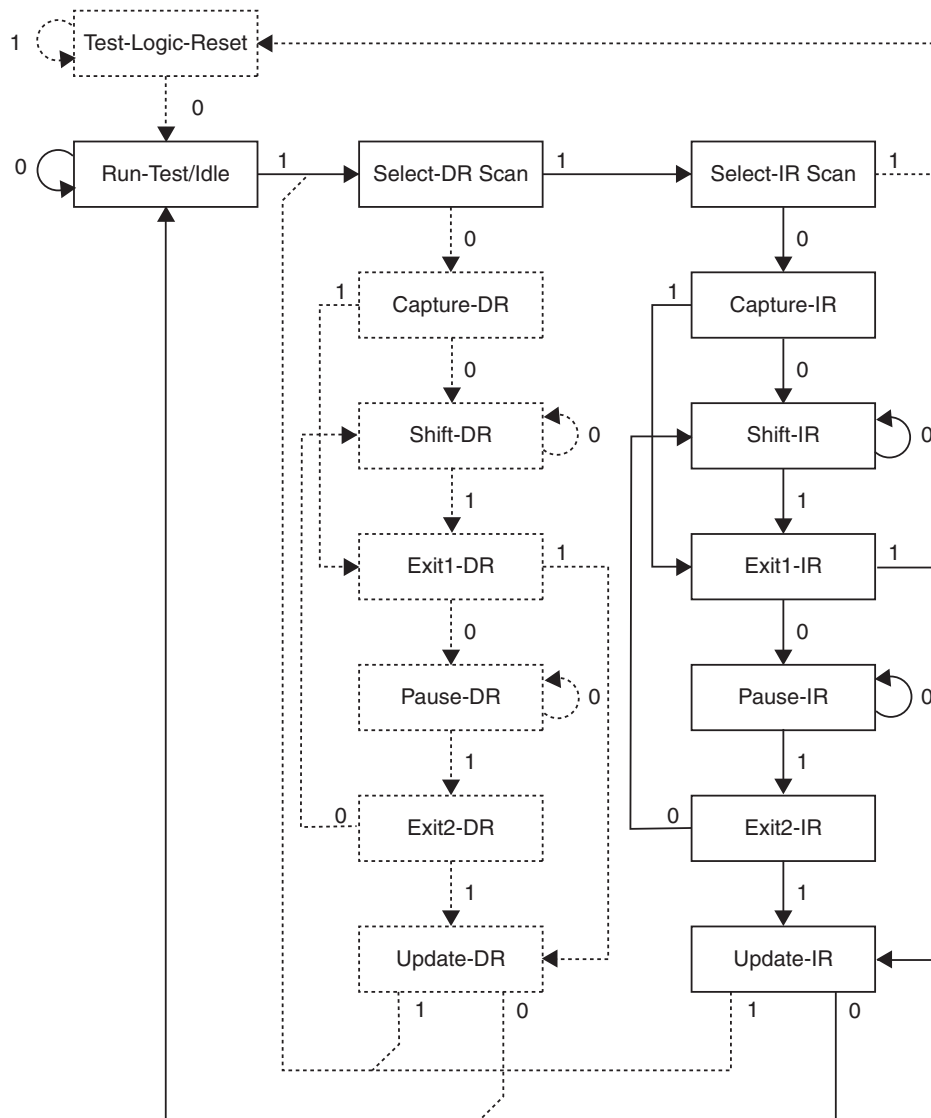 1
Test-Logic-Reset
0
0
Run-Test/Idle
1
Select-DR Scan
1
Select-IR Scan
1
0
0
1
Capture-DR
1
Capture-IR
0
0
Shift-DR
0
Shift-IR
0
1
1
Exit1-DR
1
Exit1-IR
1
0
0
Pause-DR
0
Pause-IR
0
1
1
0
Exit2-DR
0
Exit2-IR
1
1
Update-DR
Update-IR
1
0
1
0